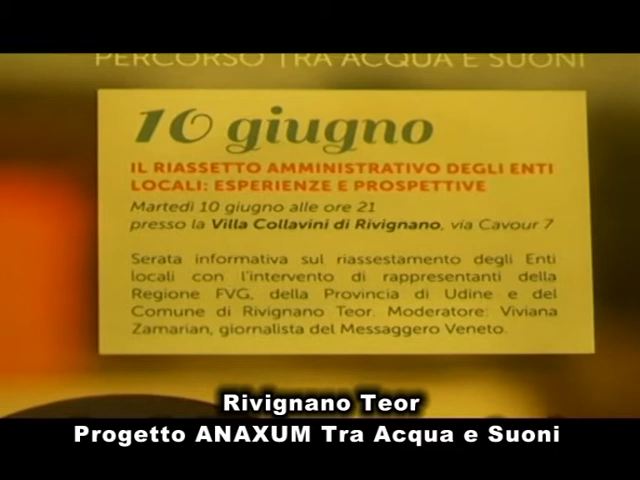 PERCORSO TRA ACQUA E SUONI
10 giugno
IL RIASSETTO AMMINISTRATIVO DEGLI ENTI
LOCALI: ESPERIENZE E PROSPETTIVE
Martedì 10 giugno alle ore 21
presso la Villa Collavini di Rivignano, via Cavour 7
Serata informativa sul riassestamento degli Enti
locali con l'intervento di rappresentanti della
Regione FVG, della Provincia di Udine e del
Comune di Rivignano Teor. Moderatore: Viviana
Zamarian, giornalista del Messaggero Veneto.
Rivignano Teor
Progetto ANAXUM Tra Acqua e Suoni